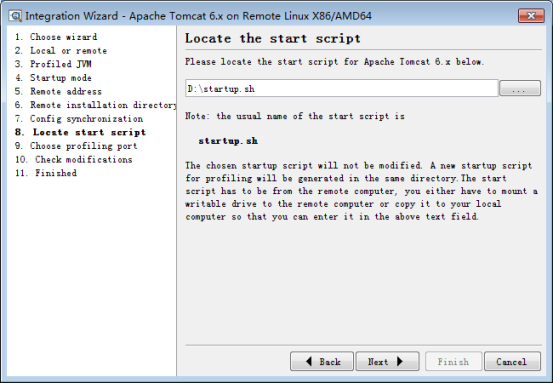 Integration Wizard - Apache Tomcat 6.x on Remote Linux X86/AMD64
1. Choose wizard
2. Local or remote
3. Profiled JVM
4. Startup mode
5. Remote address
6. Remote installation directory
7. Config synchronization
8. Locate start script
9. Choose profiling port
10. Check modifications
11. Finished
Locate the start script
Please locate the start script for Apache Tomcat 6.x below.
D:\startup.sh
...
Note: the usual name of the start script is
startup.sh
The chosen startup script will not be modified. A new startup script
for profiling will be generated in the same directory.The start
script has to be from the remote computer, you either have to mount a
writable drive to the remote computer or copy it to your local
computer so that you can enter it in the above text field.
Back
Next
Finish
Cancel